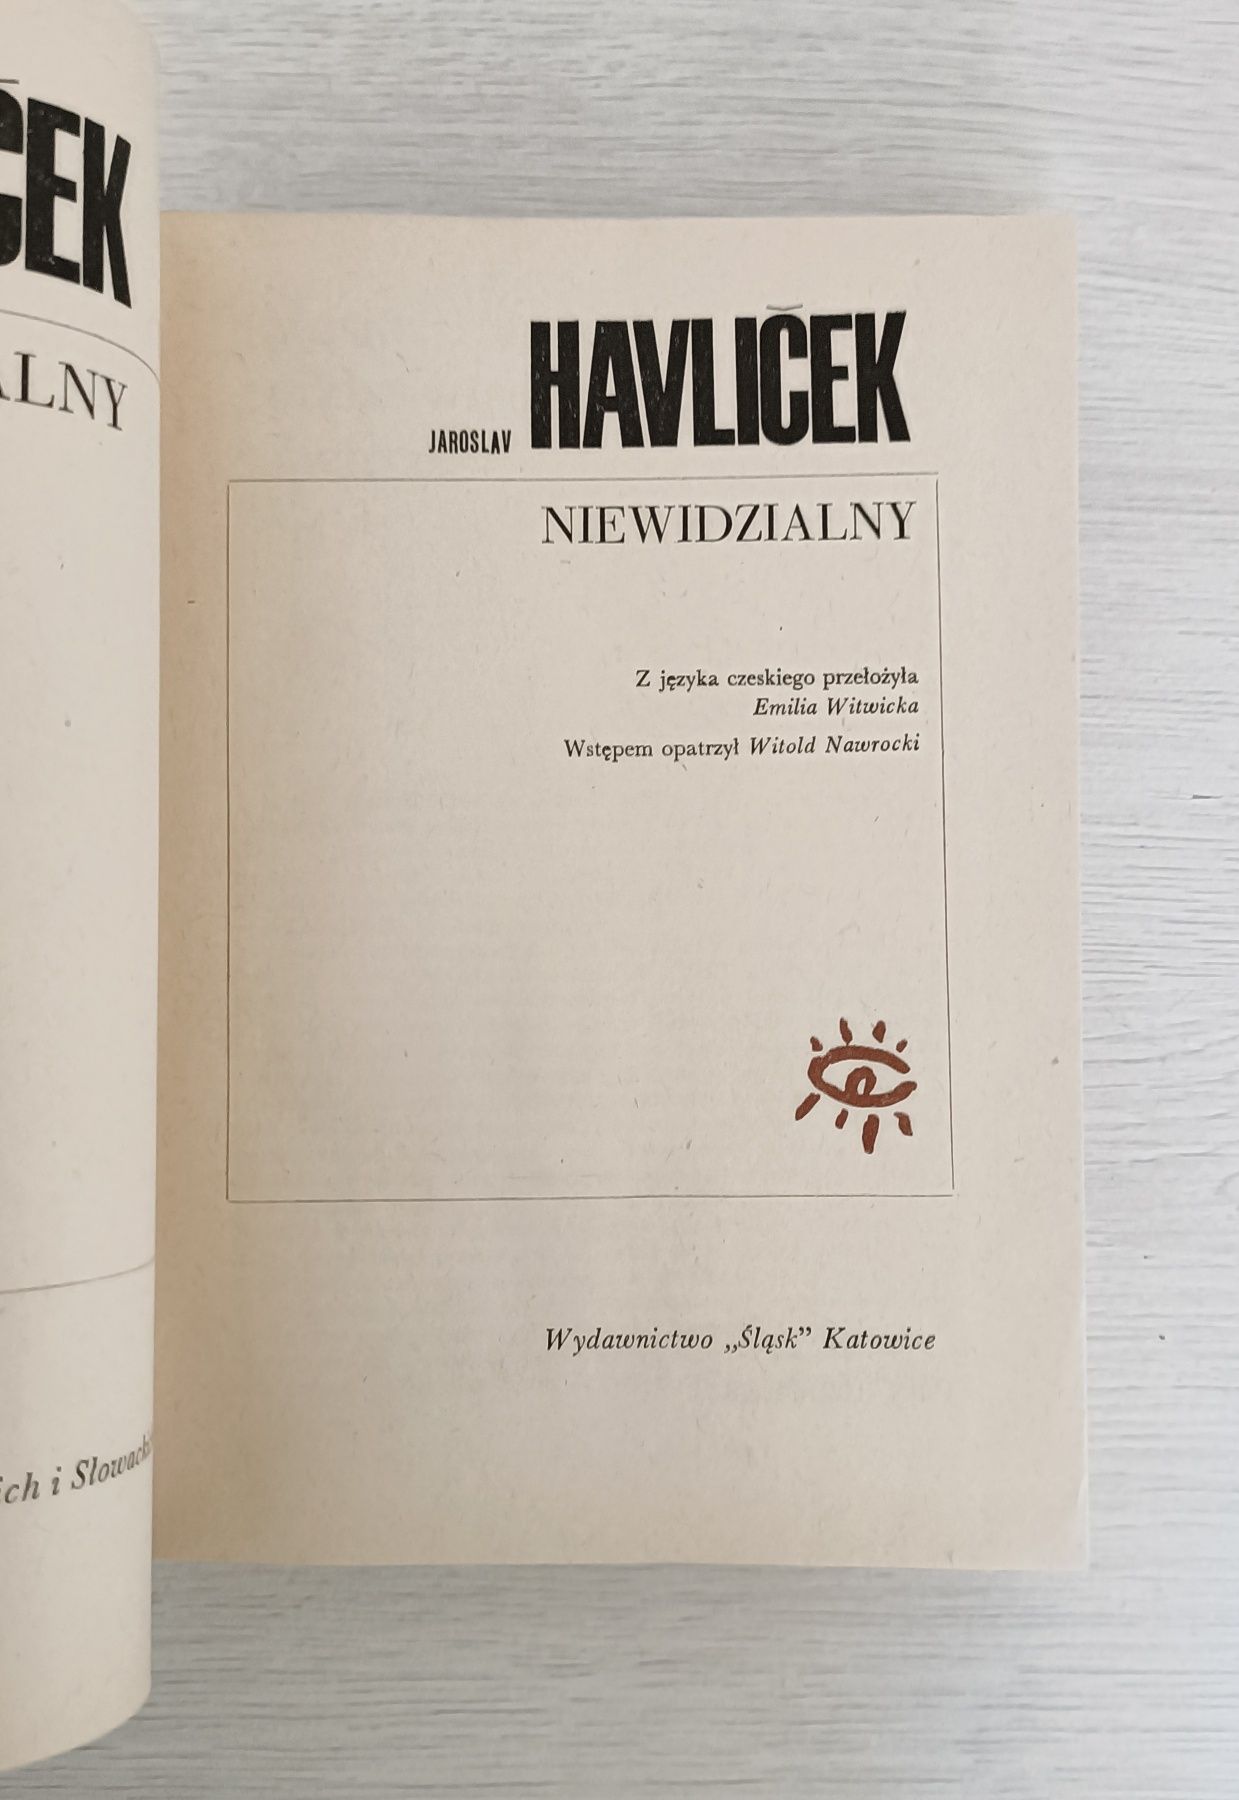 ČEK
ALNY
ich i Słowacki
JAROSLAV HAVLIČEK
NIEWIDZIALNY
Z języka czeskiego przełożyła
Emilia Witwicka
Wstępem opatrzył Witold Nawrocki
Wydawnictwo „Śląsk” Katowice